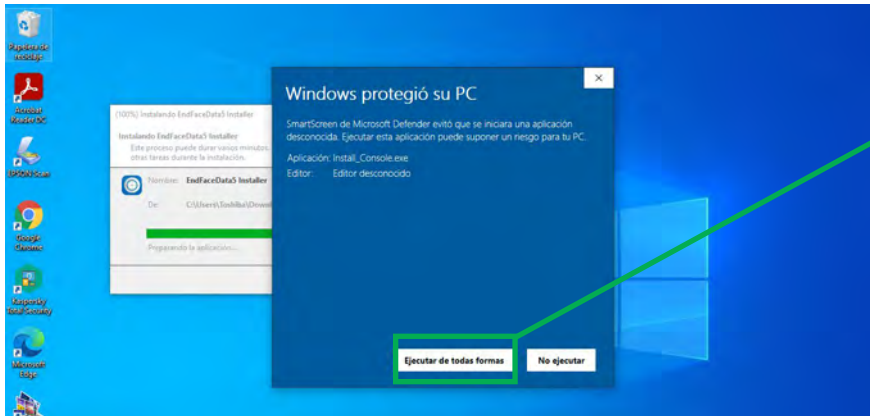 Papelera de
reciclaje
Acrobat
Reader DC
EPSON Scan
Google
Chrome
Kaspersky
Total Security
Microsoft
Edge
(100%) Instalando EndFaceData5 Installer
Instalando EndFaceData5 Installer
Este proceso puede durar varios minutos.
otras tareas durante la instalación.
Nombre: EndFaceData5 Installer
De: C:\Users\Toshiba\Downl
Preparando la aplicación...
Windows protegió su PC
SmartScreen de Microsoft Defender evitó que se iniciara una aplicación
desconocida. Ejecutar esta aplicación puede suponer un riesgo para tu PC.
Aplicación: Install_Console.exe
Editor: Editor desconocido
Ejecutar de todas formas
No ejecutar